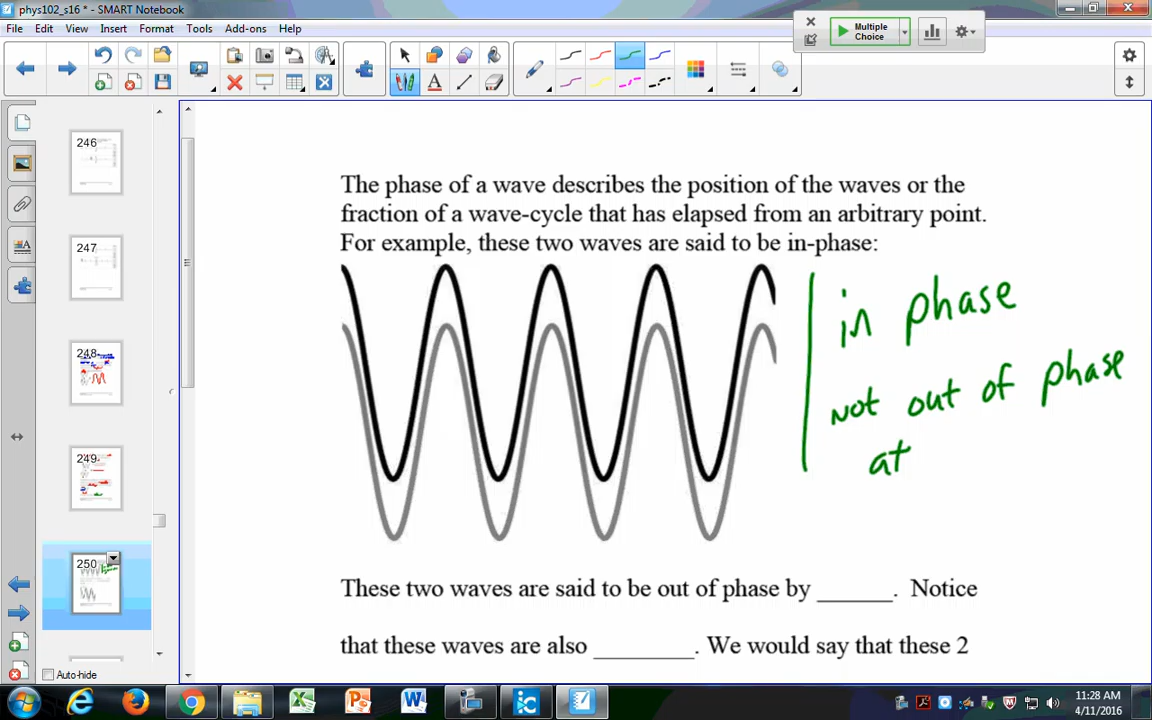 phys102_s16 * - SMART Notebook
File Edit View Insert Format Tools Add-ons Help
Multiple
Choice
246
247
248
249
250
The phase of a wave describes the position of the waves or the
fraction of a wave-cycle that has elapsed from an arbitrary point.
For example, these two waves are said to be in-phase:
in phase
not out of phase
at
These two waves are said to be out of phase by ______. Notice
that these waves are also ________. We would say that these 2
Auto-hide
11:28 AM
4/11/2016